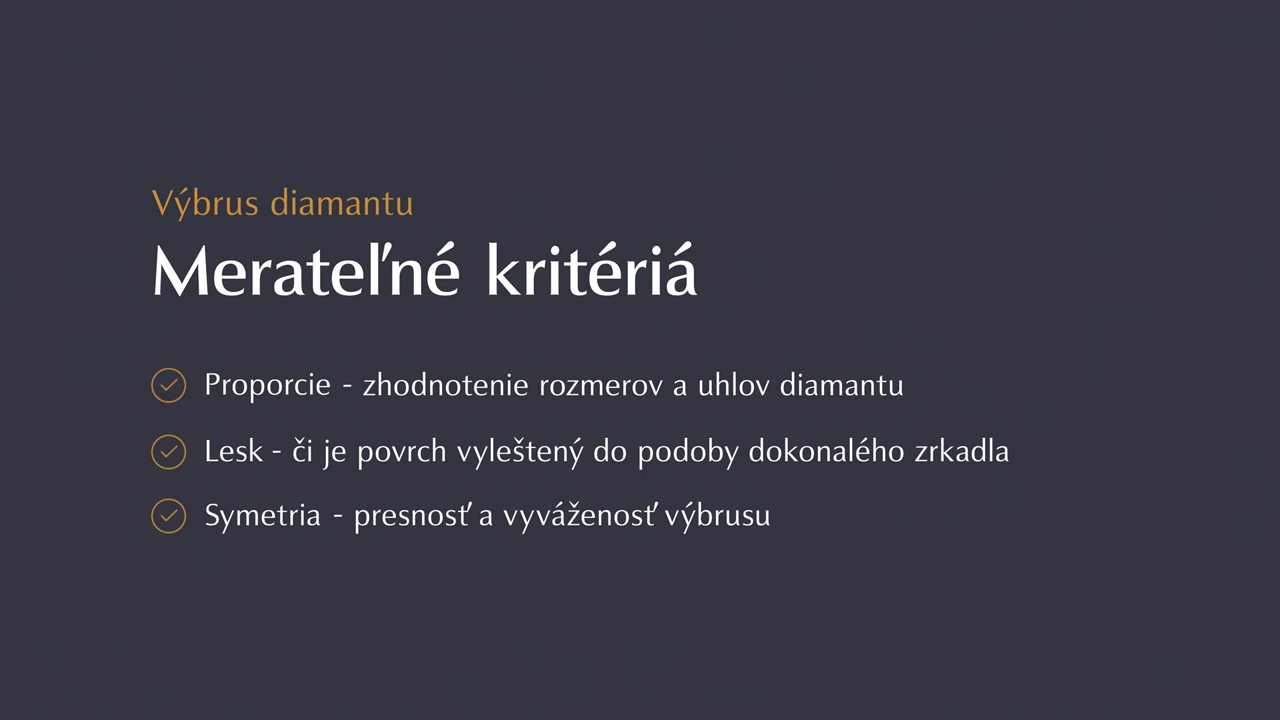 Výbrus diamantu
Merateľné kritériá
Proporcie - zhodnotenie rozmerov a uhlov diamantu
Lesk - či je povrch vyleštený do podoby dokonalého zrkadla
Symetria - presnosť a vyváženosť výbrusu